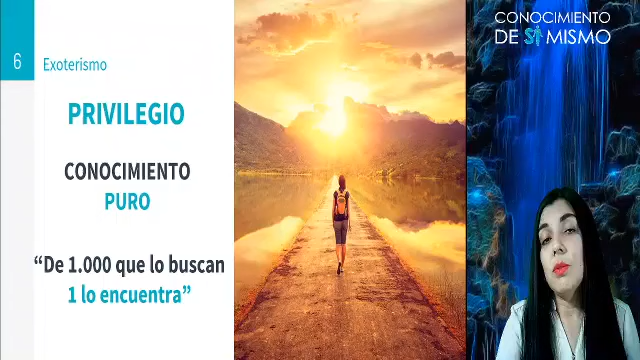 6
Exoterismo
PRIVILEGIO
CONOCIMIENTO
PURO
“De 1.000 que lo buscan
1 lo encuentra”
CONOCIMIENTO
DE SÍ MISMO